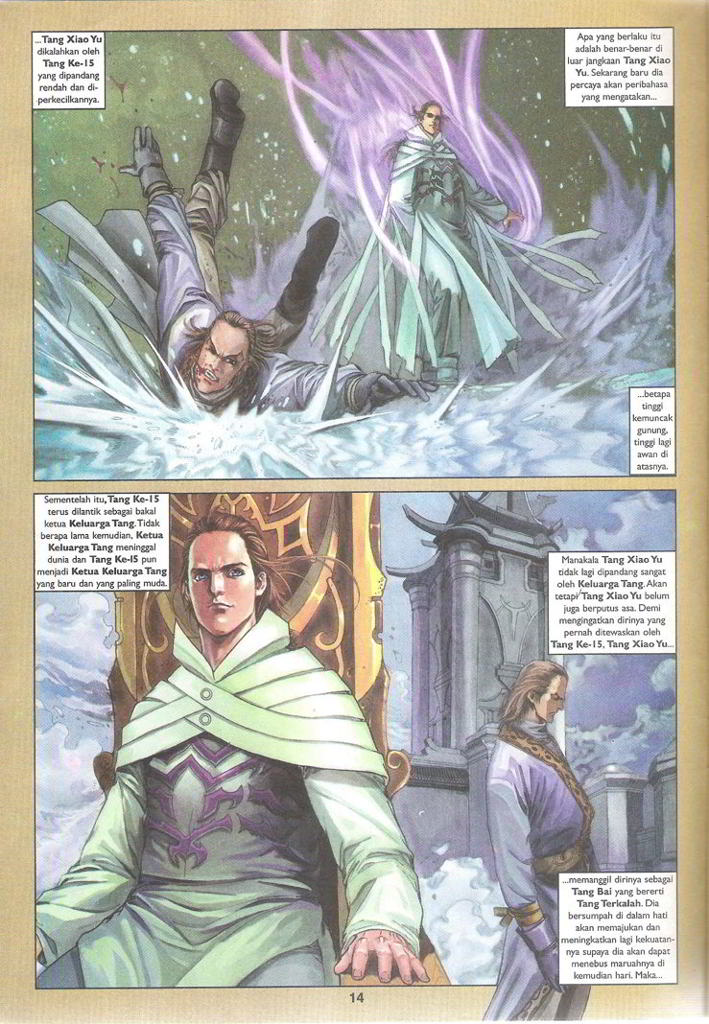 ...Tang Xiao Yu
dikalahkan oleh
Tang Ke-15
yang dipandang
rendah dan di-
perkecilkannya.
Apa yang berlaku itu
adalah benar-benar di
luar jangkaan Tang Xiao
Yu. Sekarang baru dia
percaya akan peribahasa
yang mengatakan...
...betapa
tinggi
kemuncak
gunung,
tinggi lagi
awan di
atasnya.
Sementelah itu, Tang Ke-15
terus dilantik sebagai bakal
ketua Keluarga Tang. Tidak
berapa lama kemudian, Ketua
Keluarga Tang meninggal
dunia dan Tang Ke-15 pun
menjadi Ketua Keluarga Tang
yang baru dan yang paling muda.
Manakala Tang Xiao Yu
tidak lagi dipandang sangat
oleh Keluarga Tang. Akan
tetapi Tang Xiao Yu belum
juga berputus asa. Demi
mengingatkan dirinya yang
pernah ditewaskan oleh
Tang Ke-15, Tang Xiao Yu...
...memanggil dirinya sebagai
Tang Bai yang bererti
Tang Terkalah. Dia
bersumpah di dalam hati
akan memajukan dan
meningkatkan lagi kekuatan-
nya supaya dia akan dapat
menebus maruahnya di
kemudian hari. Maka...
14